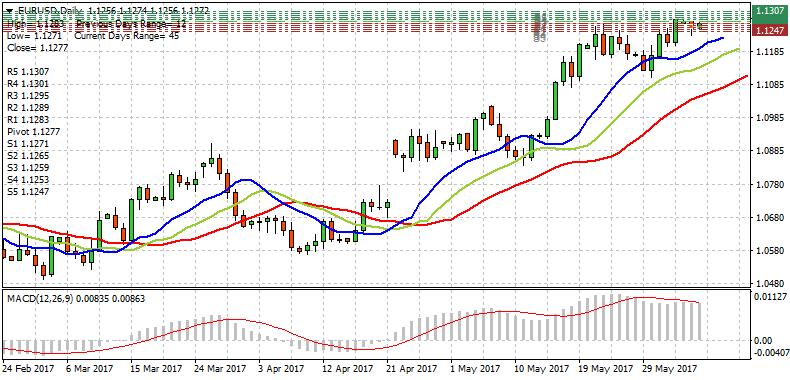 EURUSD,Daily 1.1256 1.1274 1.1256 1.1272
High= 1.1283 Previous Days Range= 12
Low= 1.1271 Current Days Range= 45
Close= 1.1277
R5 1.1307
R4 1.1301
R3 1.1295
R2 1.1289
R1 1.1283
Pivot 1.1277
S1 1.1271
S2 1.1265
S3 1.1259
S4 1.1253
S5 1.1247
1.1307
1.1247
1.1185
1.1085
1.0985
1.0885
1.0780
1.0680
1.0580
1.0480
MACD(12,26,9) 0.00835 0.00863
0.01127
0.00
-0.00407
24 Feb 2017 6 Mar 2017 15 Mar 2017 24 Mar 2017 3 Apr 2017 12 Apr 2017 21 Apr 2017 1 May 2017 10 May 2017 19 May 2017 29 May 2017